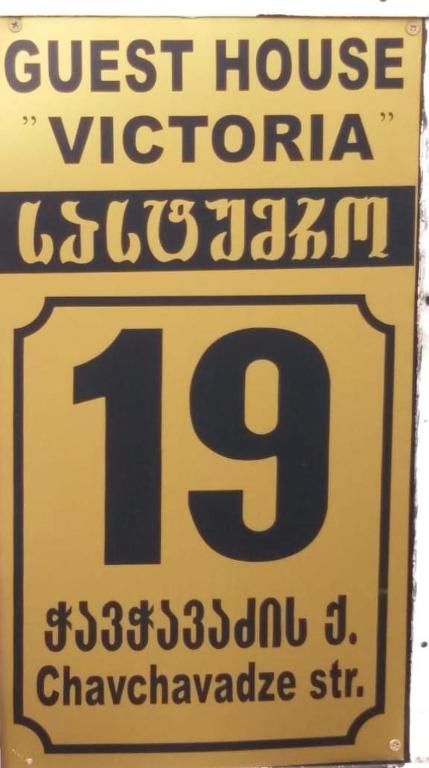 GUEST HOUSE
” VICTORIA ”
სასტუმრო
19
ჭავჭავაძის ქ.
Chavchavadze str.